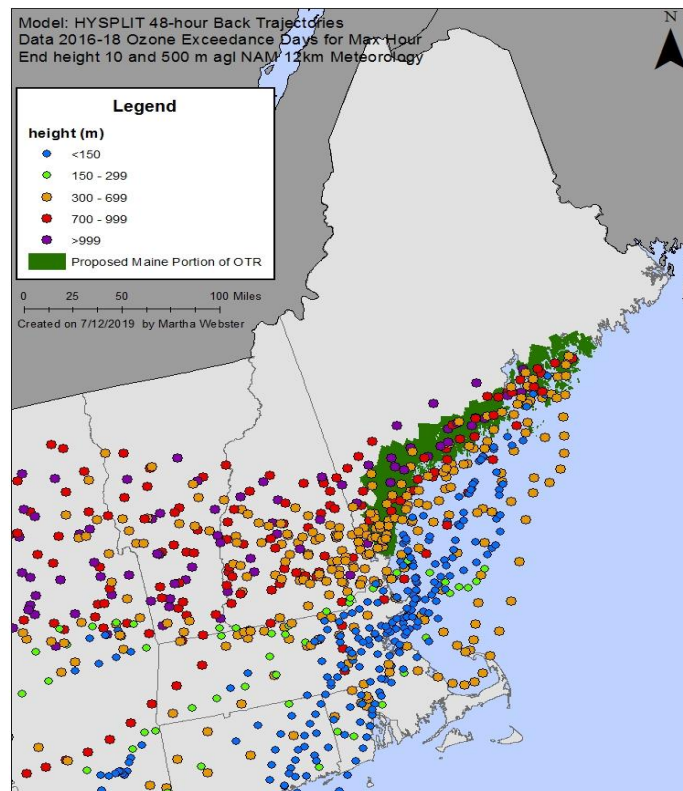 Model: HYSPLIT 48-hour Back Trajectories
Data 2016-18 Ozone Exceedance Days for Max Hour
End height 10 and 500 m agl NAM 12km Meteorology
N
Legend
height (m)
<150
150 - 299
300 - 699
700 - 999
>999
Proposed Maine Portion of OTR
0 25 50 100 Miles
Created on 7/12/2019 by Martha Webster